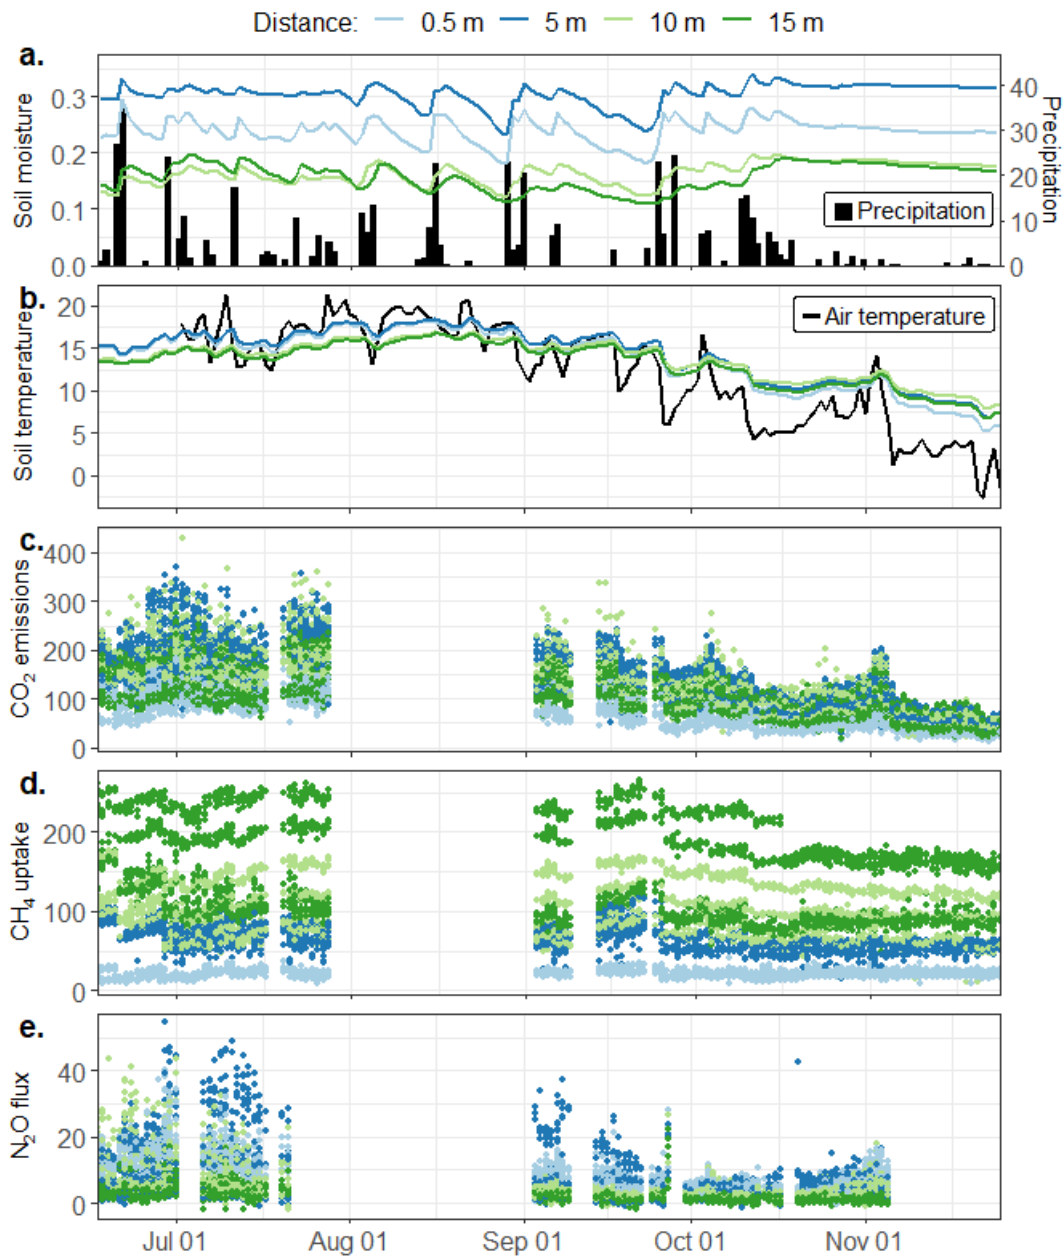 Distance: 0.5 m 5 m 10 m 15 m
a.
Soil moisture
0.3
0.2
0.1
0.0
40
30
20
10
0
Precipitation
Precipitation
b.
Soil temperature
20
15
10
5
0
Air temperature
c.
CO₂ emissions
400
300
200
100
0
d.
CH₄ uptake
200
100
0
e.
N₂O flux
40
20
0
Jul 01 Aug 01 Sep 01 Oct 01 Nov 01